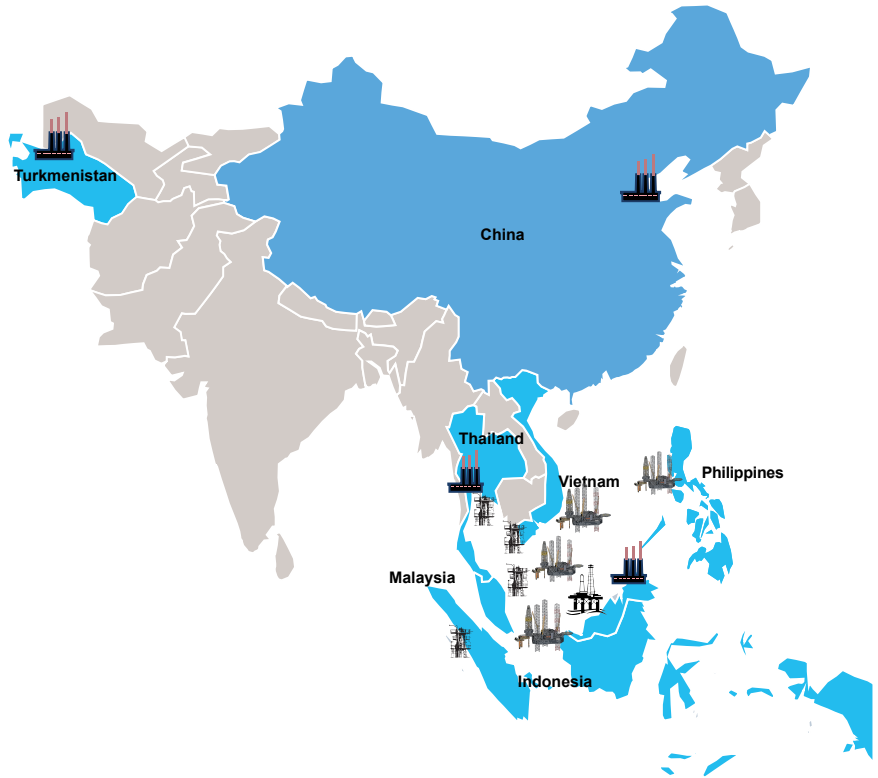 Turkmenistan
China
Thailand
Philippines
Vietnam
Malaysia
Indonesia